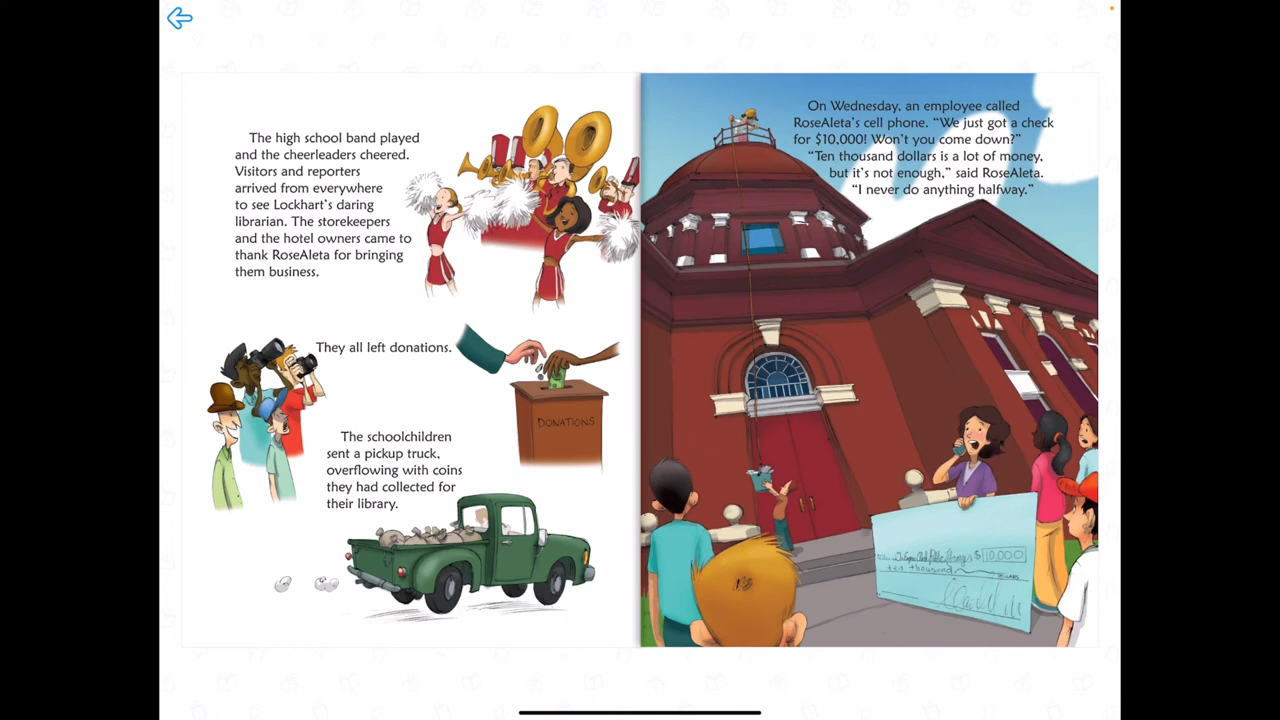 The high school band played
and the cheerleaders cheered.
Visitors and reporters
arrived from everywhere
to see Lockhart's daring
librarian. The storekeepers
and the hotel owners came to
thank RoseAleta for bringing
them business.
They all left donations.
DONATIONS
The schoolchildren
sent a pickup truck,
overflowing with coins
they had collected for
their library.
On Wednesday, an employee called
RoseAleta's cell phone. “We just got a check
for $10,000! Won't you come down?”
“Ten thousand dollars is a lot of money,
but it's not enough,” said RoseAleta.
“I never do anything halfway.”
$ 10,000
ten thousand